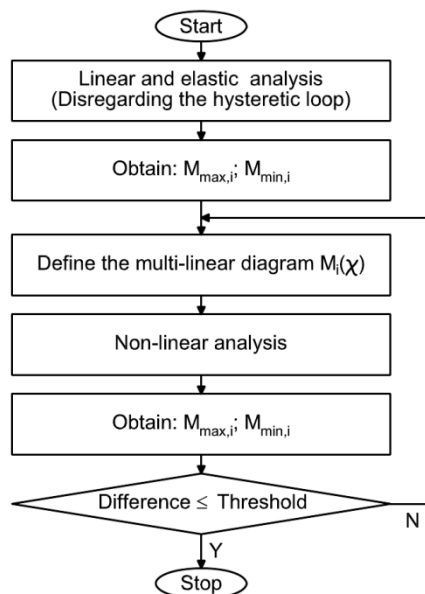 Start
Linear and elastic analysis
(Disregarding the hysteretic loop)
Obtain: Mmax,i; Mmin,i
Define the multi-linear diagram Mi(χ)
Non-linear analysis
Obtain: Mmax,i; Mmin,i
Difference ≤ Threshold
N
Y
Stop